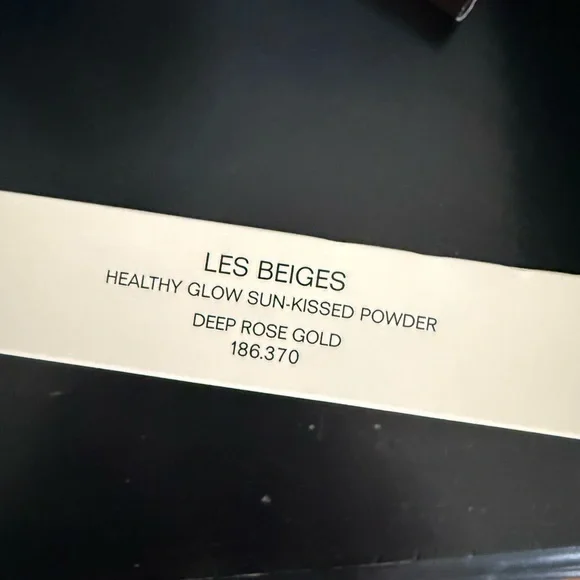 LES BEIGES
HEALTHY GLOW SUN-KISSED POWDER
DEEP ROSE GOLD
186.370